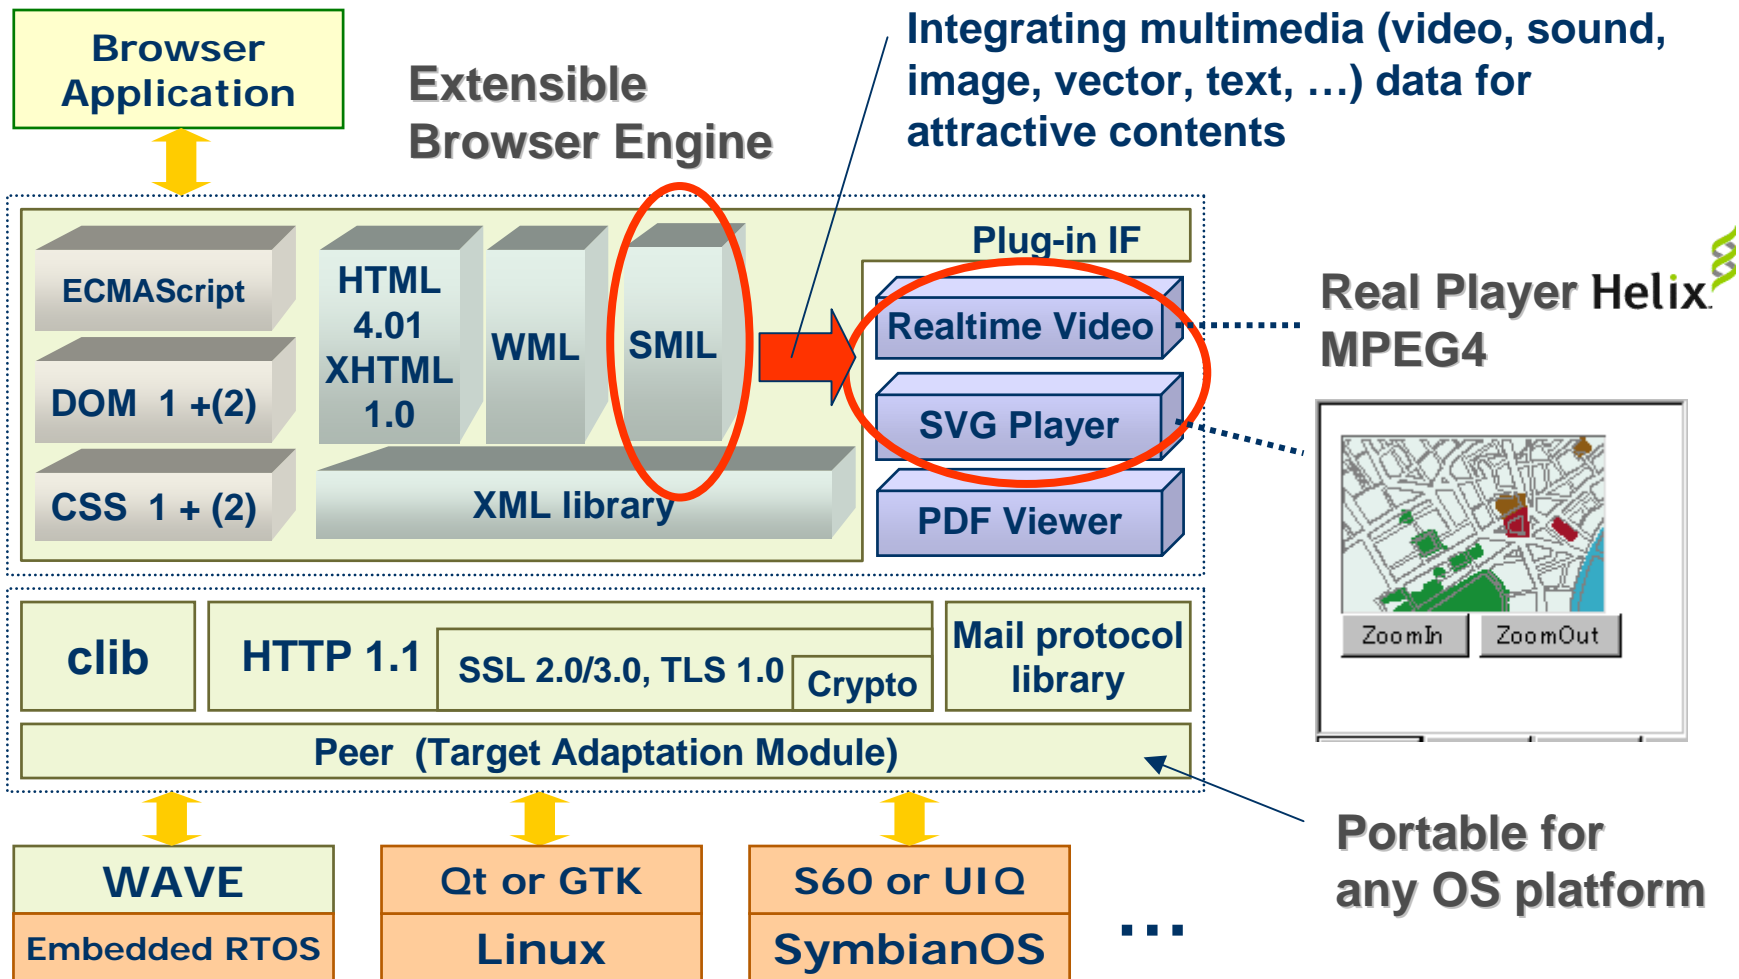 Browser
Application
Extensible
Browser Engine
Integrating multimedia (video, sound,
image, vector, text, …) data for
attractive contents
Plug-in IF
ECMAScript
DOM 1 +(2)
CSS 1 + (2)
HTML
4.01
XHTML
1.0
WML
SMIL
XML library
Realtime Video
SVG Player
PDF Viewer
Real Player Helix
MPEG4
ZoomIn
ZoomOut
clib
HTTP 1.1
SSL 2.0/3.0, TLS 1.0
Crypto
Mail protocol
library
Peer (Target Adaptation Module)
Portable for
any OS platform
WAVE
Embedded RTOS
Qt or GTK
Linux
S60 or UIQ
SymbianOS
...